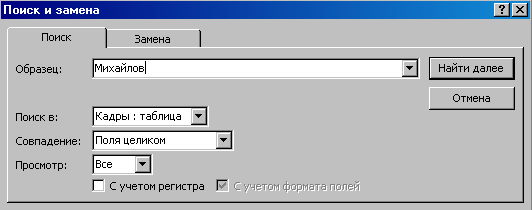 Поиск и замена
Поиск Замена
Образец: Михайлов Найти далее
Отмена
Поиск в: Кадры : таблица
Совпадение: Поля целиком
Просмотр: Все
С учетом регистра С учетом формата полей